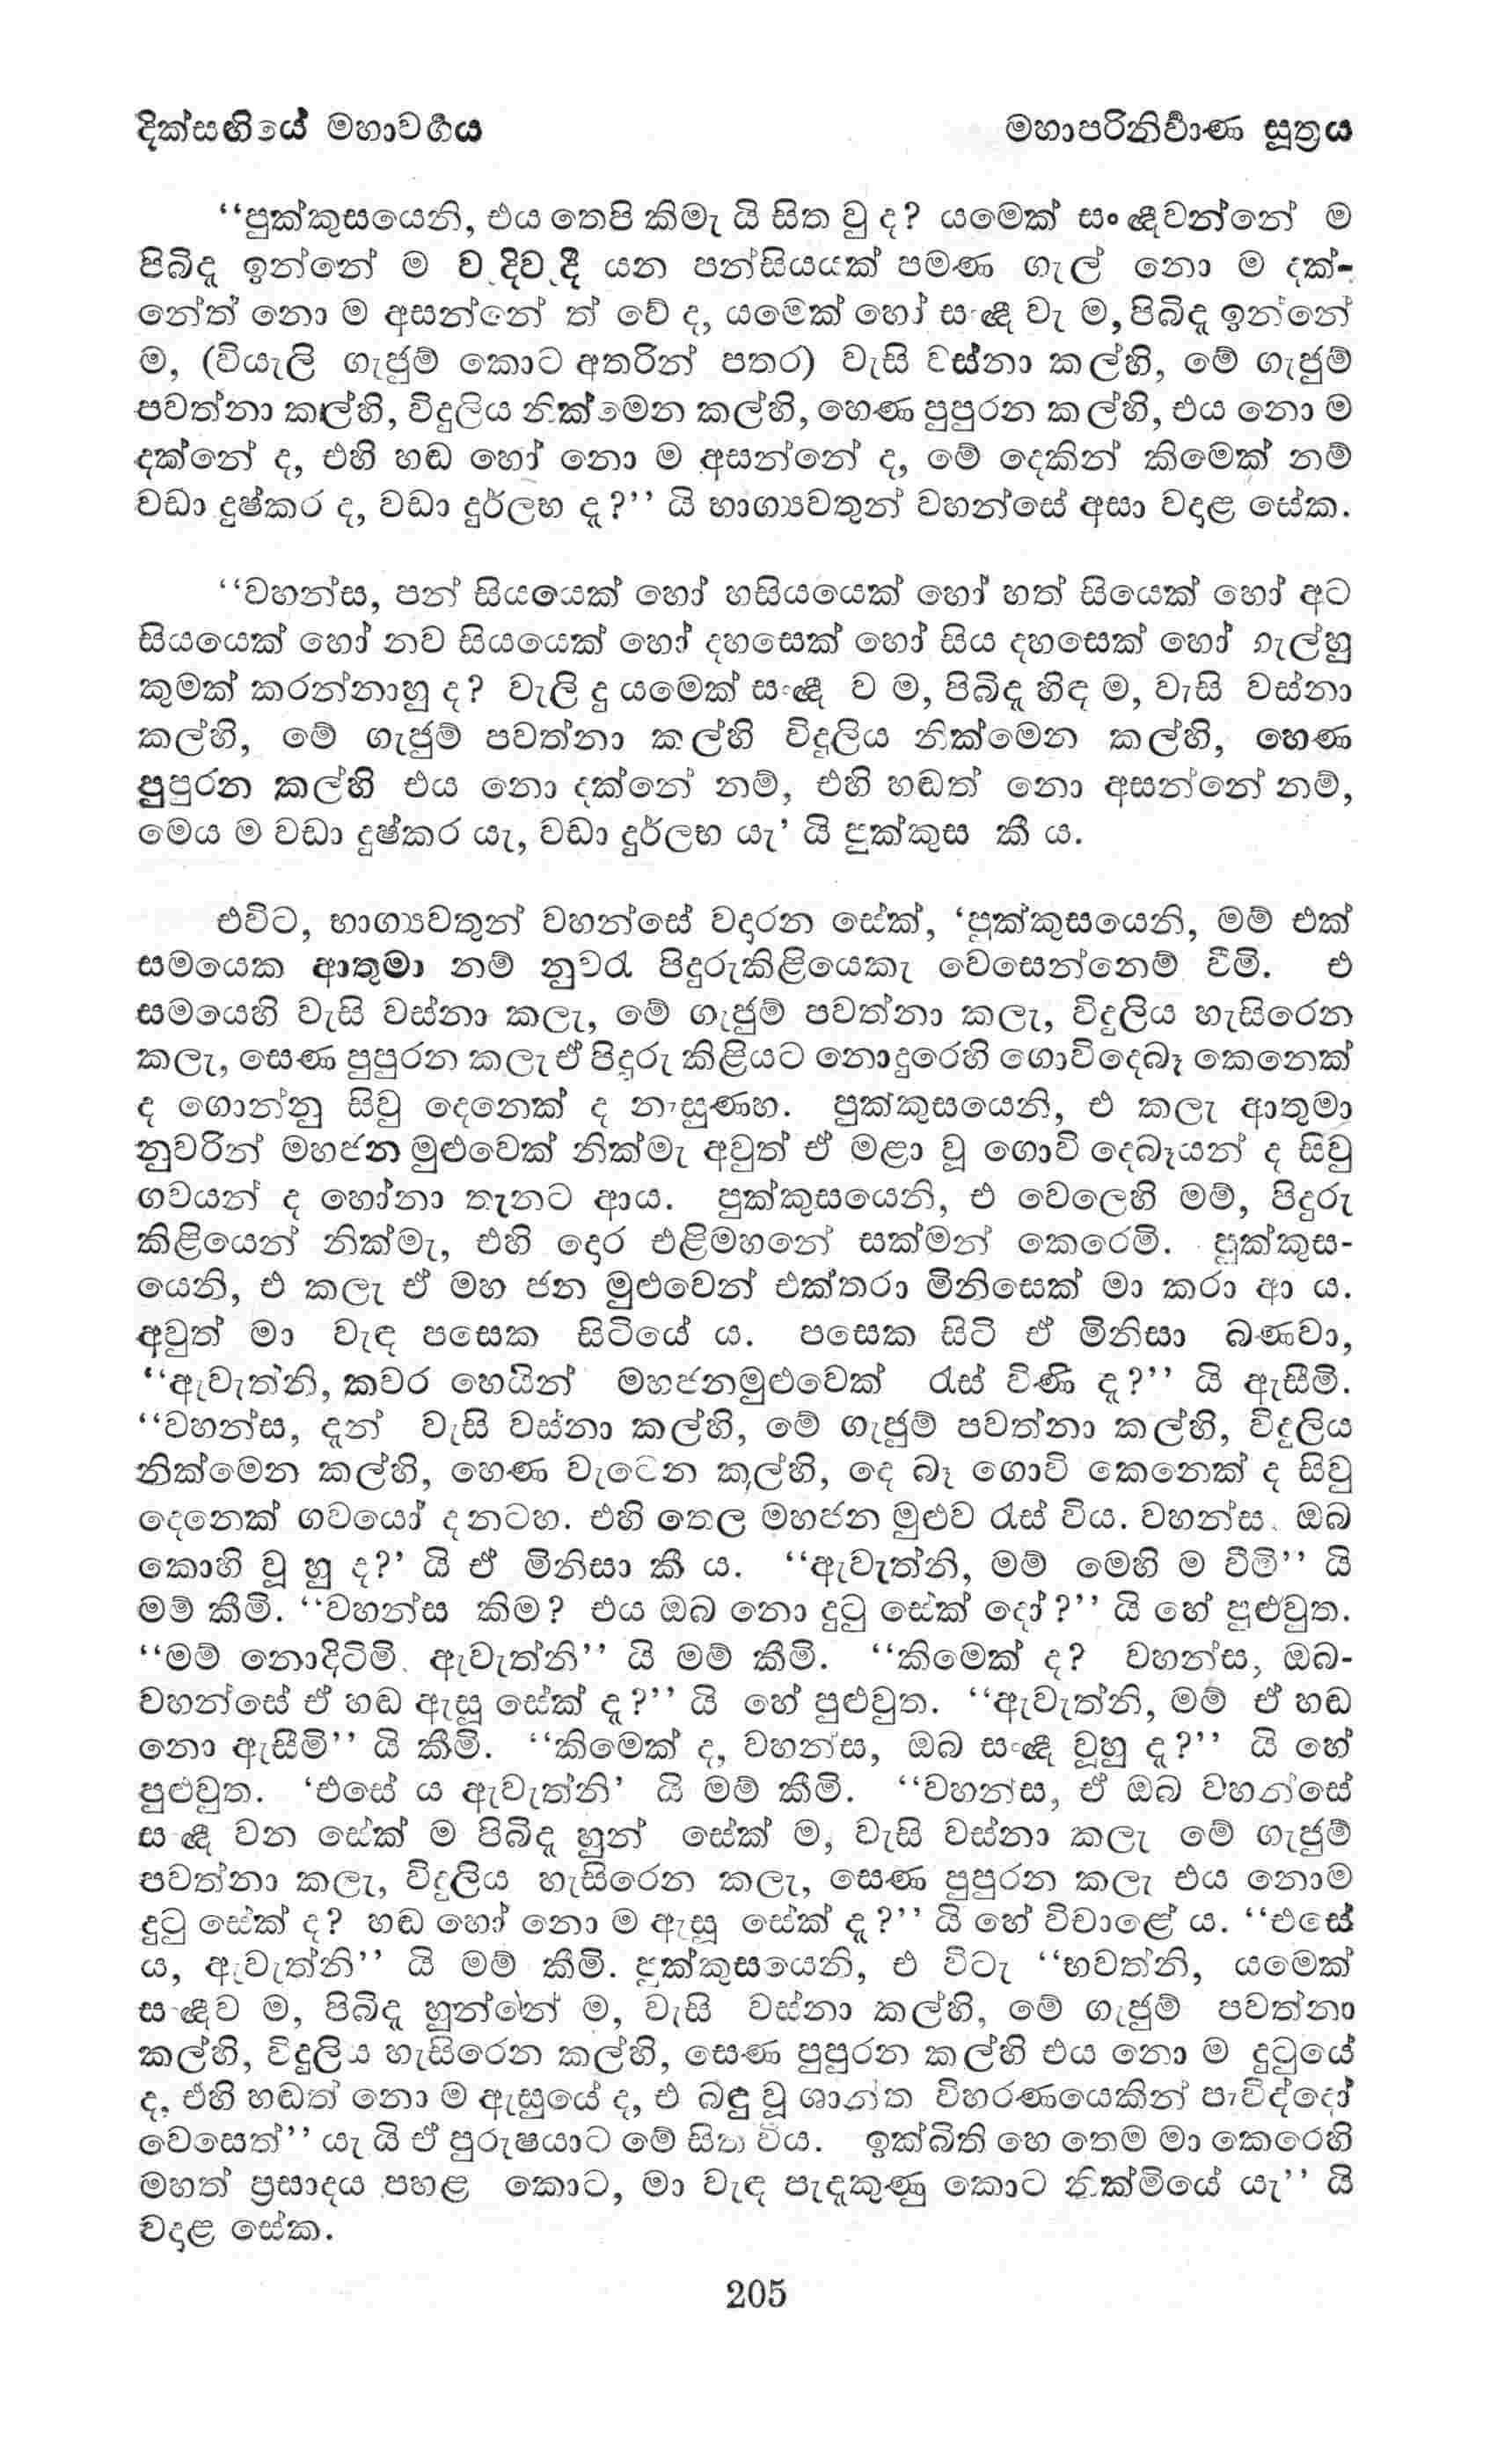 දික්සඟියේ මහාවර්‍ගය
මහාපරිනිර්‍වාණ සූත්‍රය
‘‘පුක්කුසයෙනි, එය තෙපි කිමැ යි සිත වු ද? යමෙක් සංඥීවන්නේ ම
පිබිදූ ඉන්නේ ම වැදිවැදී යන පන්සියයක් පමණ ගැල් නො ම දක්-
නේත් නො ම අසන්නේ ත් වේ ද, යමෙක් හෝ සංඥී වැ ම, පිබිදූ ඉන්නේ
ම, (වියැලි ගැජුම් කොට අතරින් පතර) වැසි වස්නා කල්හි, මේ ගැජුම්
පවත්නා කල්හි, විදුලිය නික්මෙන කල්හි, හෙණ පුපුරන කල්හි, එය නො ම
දක්නේ ද, එහි හඬ හෝ නො ම අසන්නේ ද, මේ දෙකින් කිමෙක් නම්
වඩා දුෂ්කර ද, වඩා දුර්ලභ දැ?’’ යි භාග්‍යවතුන් වහන්සේ අසා වදාළ සේක.
‘‘වහන්ස, පන් සියයෙක් හෝ හසියයෙක් හෝ හත් සියෙක් හෝ අට
සියයෙක් හෝ නව සියයෙක් හෝ දහසෙක් හෝ සිය දහසෙක් හෝ ගැල්හු
කුමක් කරන්නාහු ද? වැලි දු යමෙක් සංඥී ව ම, පිබිදූ හිඳ ම, වැසි වස්නා
කල්හි, මේ ගැජුම් පවත්නා කල්හි විදුලිය නික්මෙන කල්හි, හෙණ
පුපුරන කල්හි එය නො දක්නේ නම්, එහි හඬත් නො අසන්නේ නම්,
මෙය ම වඩා දුෂ්කර යැ, වඩා දුර්ලභ යැ’ යි පුක්කුස කී ය.
එවිට, භාග්‍යවතුන් වහන්සේ වදාරන සේක්, ‘පුක්කුසයෙනි, මම් එක්
සමයෙක ආතුමා නම් නුවර පිදුරුකිළියෙකැ වෙසෙන්නෙම් වීමි. එ
සමයෙහි වැසි වස්නා කලැ, මේ ගැජුම් පවත්නා කලැ, විදුලිය හැසිරෙන
කලැ, සෙණ පුපුරන කලැ ඒ පිදුරු කිළියට නොදුරෙහි ගොවිදෙබෑ කෙනෙක්
ද ගොන්නු සිවු දෙනෙක් ද නැසුණහ. පුක්කුසයෙනි, එ කලැ ආතුමා
නුවරින් මහජන මුළුවෙක් නික්මැ අවුත් ඒ මළා වූ ගොවි දෙබෑයන් ද සිවු
ගවයන් ද හෝනා තැනට ආය. පුක්කුසයෙනි, එ වෙලෙහි මම්, පිදුරු
කිළියෙන් නික්මැ, එහි දොර එළිමහනේ සක්මන් කෙරෙමි. පුක්කුස-
යෙනි, එ කලැ ඒ මහ ජන මුළුවෙන් එක්තරා මිනිසෙක් මා කරා ආ ය.
අවුත් මා වැඳ පසෙක සිටියේ ය. පසෙක සිටි ඒ මිනිසා බණවා,
‘‘ඇවැත්නි, කවර හෙයින් මහජනමුළුවෙක් රැස් විණි දැ?’’ යි ඇසීමි.
‘‘වහන්ස, දැන් වැසි වස්නා කල්හි, මේ ගැජුම් පවත්නා කල්හි, විදුලිය
නික්මෙන කල්හි, හෙණ වැටෙන කල්හි, දෙ බෑ ගොවි කෙනෙක් ද සිවු
දෙනෙක් ගවයෝ ද නටහ. එහි තෙල මහජන මුළුව රැස් විය. වහන්ස, ඔබ
කොහි වූ හු ද?’ යි ඒ මිනිසා කී ය. ‘‘ඇවැත්නි, මම් මෙහි ම වීමි’’ යි
මම් කීමි. ‘‘වහන්ස කිම? එය ඔබ නො දුටු සේක් දෝ?’’ යි හේ පුළුවුත.
‘‘මම් නොදිටිමි, ඇවැත්නි’’ යි මම් කීමි. ‘‘කිමෙක් ද? වහන්ස, ඔබ-
වහන්සේ ඒ හඬ ඇසූ සේක් දැ?’’ යි හේ පුළුවුත. ‘‘ඇවැත්නි, මම් ඒ හඬ
නො ඇසීමි’’ යි කීමි. ‘‘කිමෙක් ද, වහන්ස, ඔබ සංඥී වූහු දැ?’’ යි හේ
පුළුවුත. ‘එසේ ය ඇවැත්නි’ යි මම් කීමි. ‘‘වහන්ස, ඒ ඔබ වහන්සේ
සංඥී වන සේක් ම පිබිදූ හුන් සේක් ම, වැසි වස්නා කලැ මේ ගැජුම්
පවත්නා කලැ, විදුලිය හැසිරෙන කලැ, සෙණ පුපුරන කලැ එය නොම
දුටු සේක් ද? හඬ හෝ නො ම ඇසූ සේක් දැ?’’ යි හේ විචාළේ ය. ‘‘එසේ
ය, ඇවැත්නි’’ යි මම් කීමි. පුක්කුසයෙනි, එ විටැ ‘‘භවත්නි, යමෙක්
සංඥීව ම, පිබිදූ හුන්නේන් ම, වැසි වස්නා කල්හි, මේ ගැජුම් පවත්නා
කල්හි, විදුලිය හැසිරෙන කල්හි, සෙණ පුපුරන කල්හි එය නො ම දුටුයේ
ද, එහි හඬත් නො ම ඇසුයේ ද, එ බඳු වූ ශාන්ත විහරණයෙකින් පැවිද්දෝ
වෙසෙත්’’ යැ යි ඒ පුරුෂයාට මේ සිත විය. ඉක්බිති හෙ තෙම මා කෙරෙහි
මහත් ප්‍රසාදය පහළ කොට, මා වැඳ පැදකුණු කොට නික්මියේ යැ’’ යි
වදාළ සේක.
205